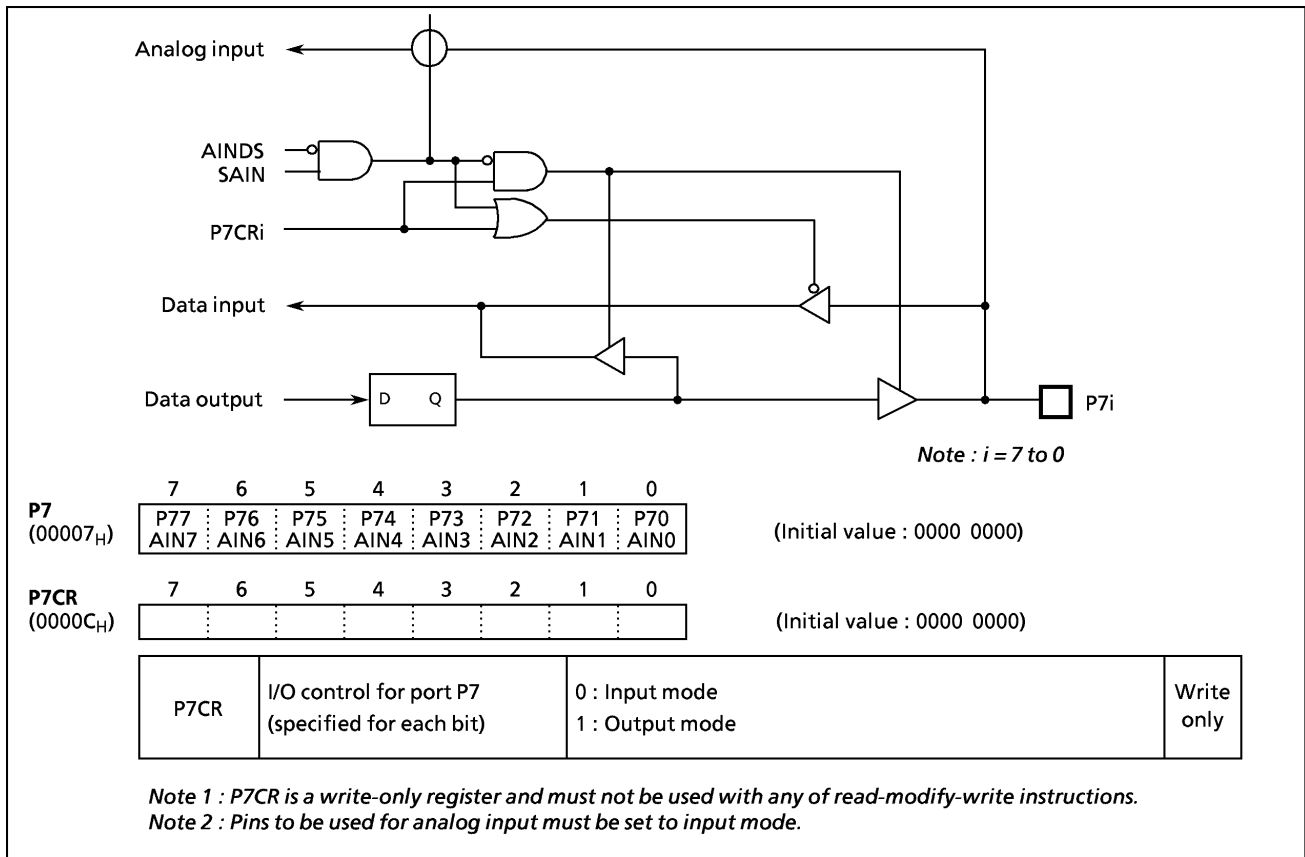 Analog input
AINDS
SAIN
P7CRi
Data input
Data output
D Q
P7i
Note : i = 7 to 0
7 6 5 4 3 2 1 0
P7
(00007H)
P77 P76 P75 P74 P73 P72 P71 P70
AIN7 AIN6 AIN5 AIN4 AIN3 AIN2 AIN1 AIN0
(Initial value : 0000 0000)
7 6 5 4 3 2 1 0
P7CR
(0000CH)
(Initial value : 0000 0000)
P7CR
I/O control for port P7
(specified for each bit)
0 : Input mode
1 : Output mode
Write
only
Note 1 : P7CR is a write-only register and must not be used with any of read-modify-write instructions.
Note 2 : Pins to be used for analog input must be set to input mode.